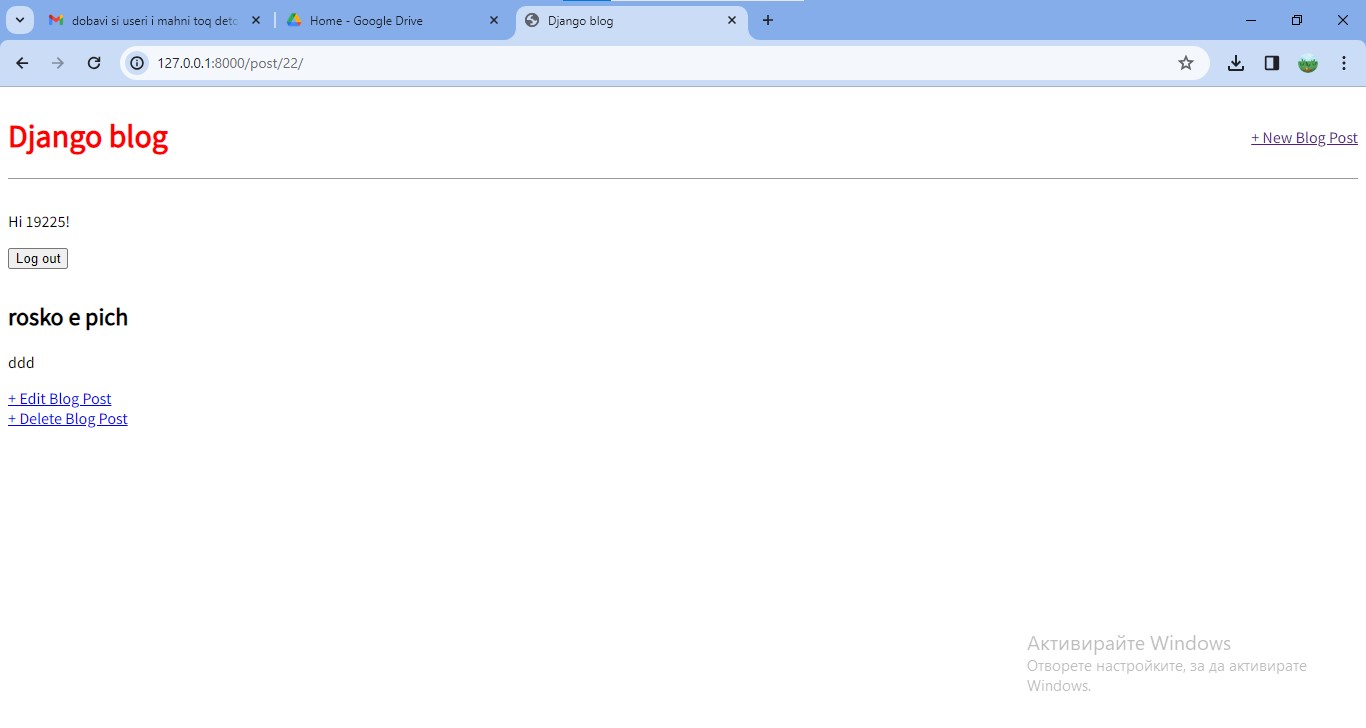 dobavi si useri i mahni toq deto
Home - Google Drive
Django blog
127.0.0.1:8000/post/22/
Django blog
+ New Blog Post
Hi 19225!
Log out
rosko e pich
ddd
+ Edit Blog Post
+ Delete Blog Post
Активирайте Windows
Отворете настройките, за да активирате
Windows.